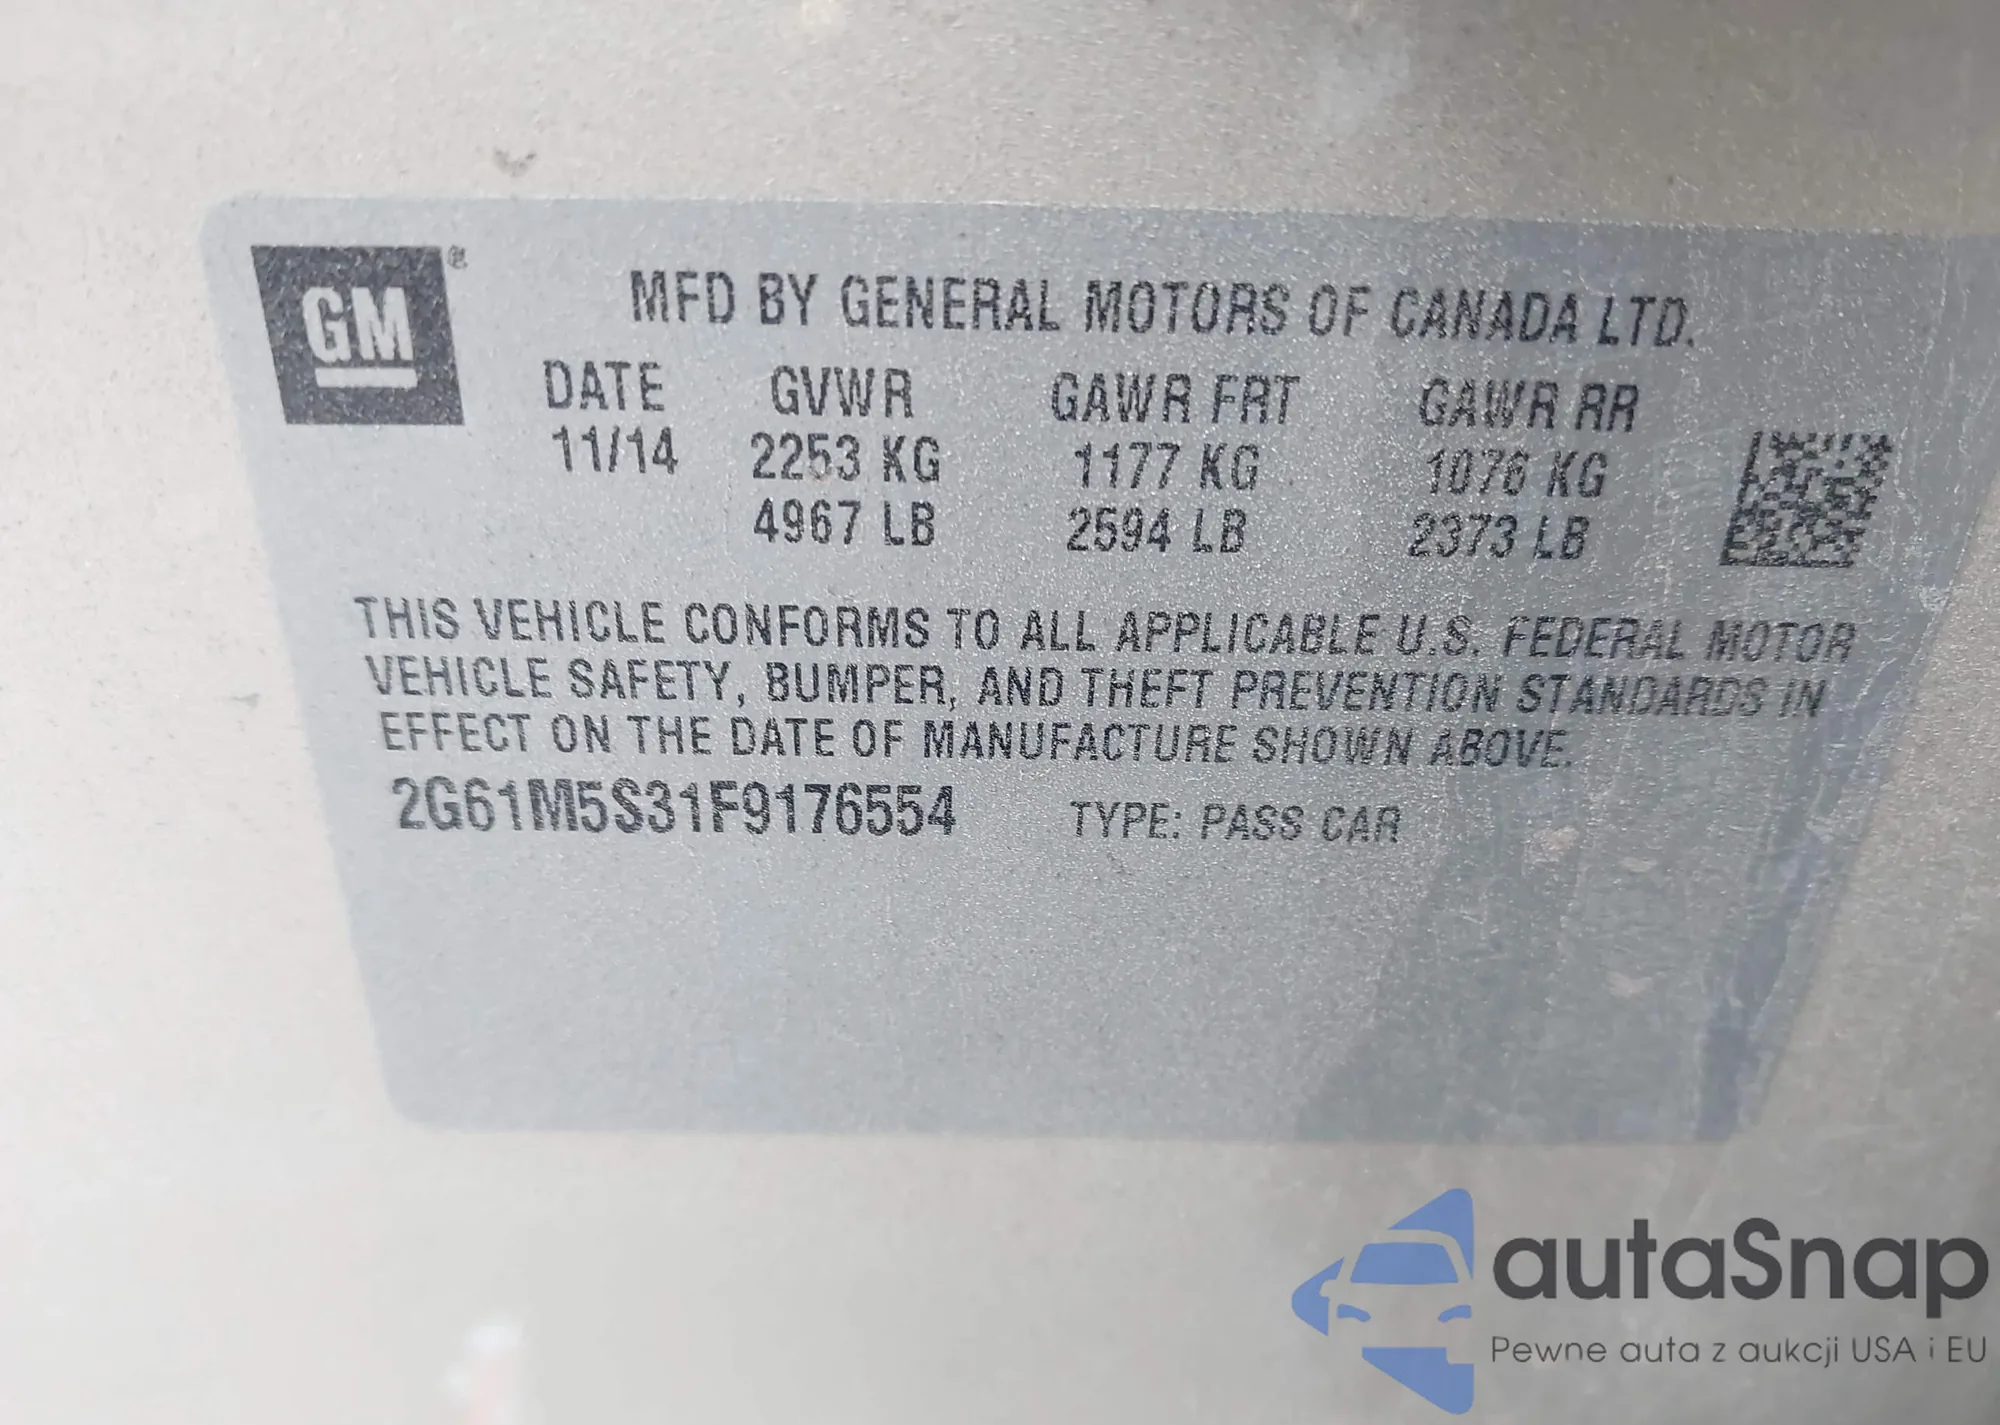 GM®
MFD BY GENERAL MOTORS OF CANADA LTD.
DATE GVWR GAWR FRT GAWR RR
11/14 2253 KG 1177 KG 1076 KG
4967 LB 2594 LB 2373 LB
THIS VEHICLE CONFORMS TO ALL APPLICABLE U.S. FEDERAL MOTOR
VEHICLE SAFETY, BUMPER, AND THEFT PREVENTION STANDARDS IN
EFFECT ON THE DATE OF MANUFACTURE SHOWN ABOVE.
2G61M5S31F9176554 TYPE: PASS CAR
autaSnap
Pewne auta z aukcji USA i EU